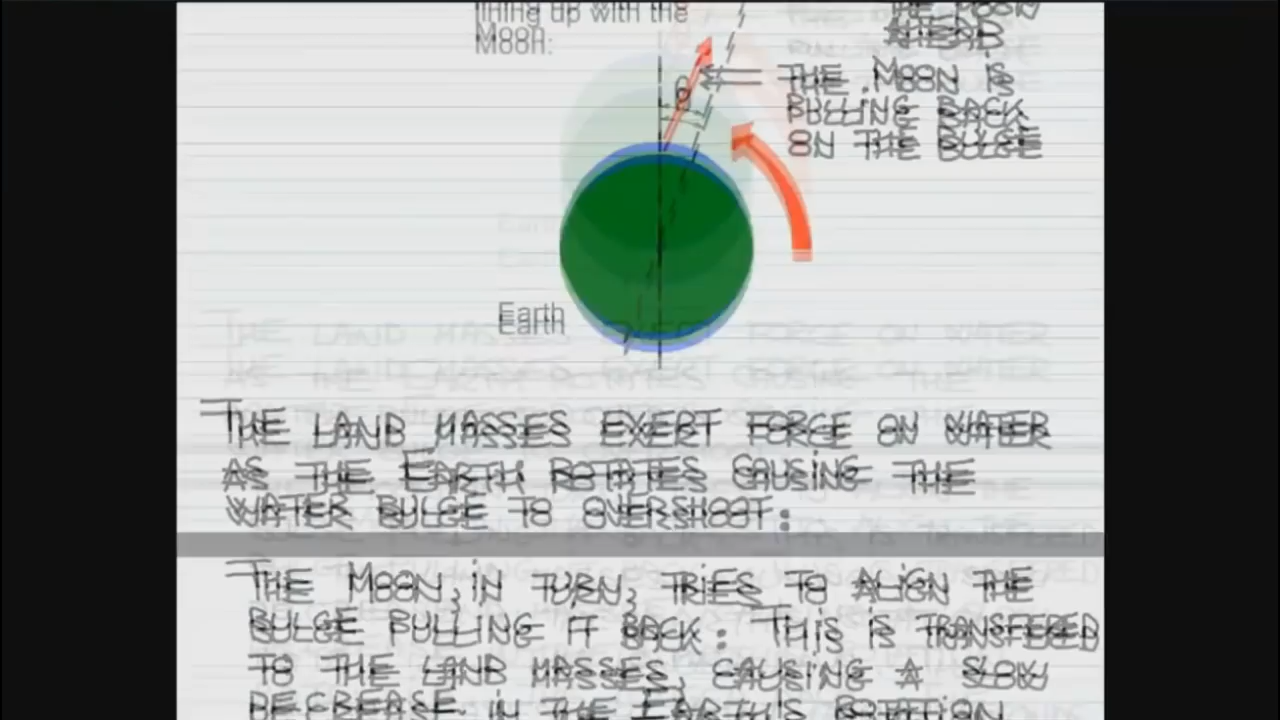 lining up with the
Moon:
THE MOON
AHEAD
θ
THE MOON IS
PULLING BACK
ON THE BULGE
Earth
THE LAND MASSES EXERT FORCE ON WATER
AS THE EARTH ROTATES CAUSING THE
WATER BULGE TO OVERSHOOT.
THE MOON, IN TURN, TRIES TO ALIGN THE
BULGE PULLING IT BACK. THIS IS TRANSFERED
TO THE LAND MASSES, CAUSING A SLOW
DECREASE IN THE EARTH'S ROTATION